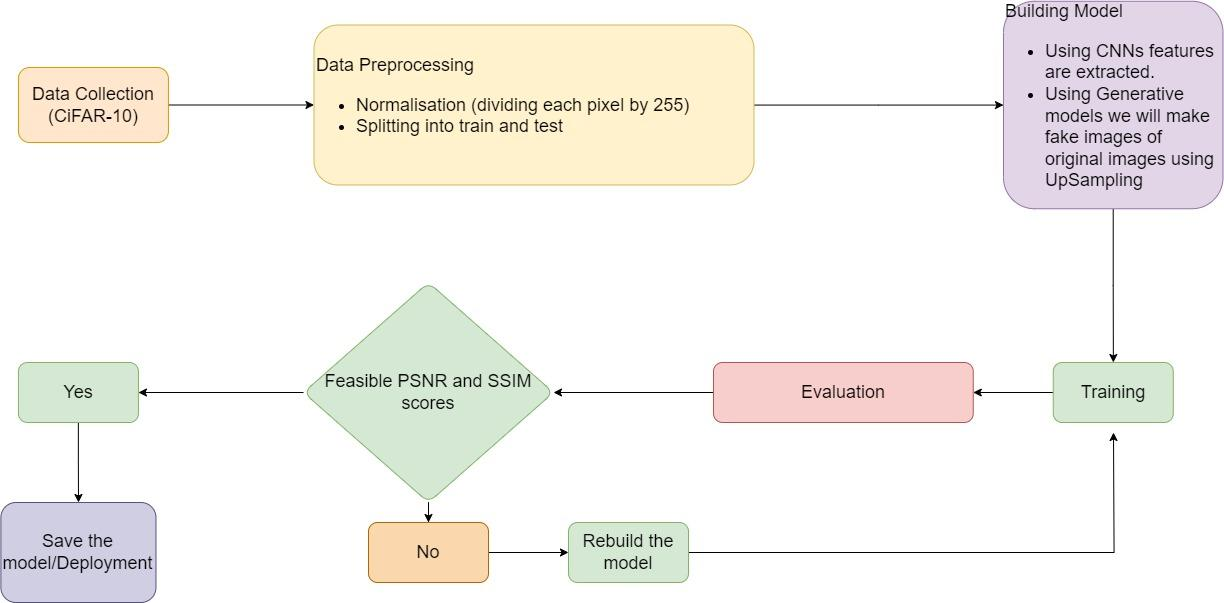 Building Model
Data Collection
(CiFAR-10)
Data Preprocessing
• Normalisation (dividing each pixel by 255)
• Splitting into train and test
• Using CNNs features
are extracted.
• Using Generative
models we will make
fake images of
original images using
UpSampling
Yes
Feasible PSNR and SSIM
scores
Evaluation
Training
Save the
model/Deployment
No
Rebuild the
model